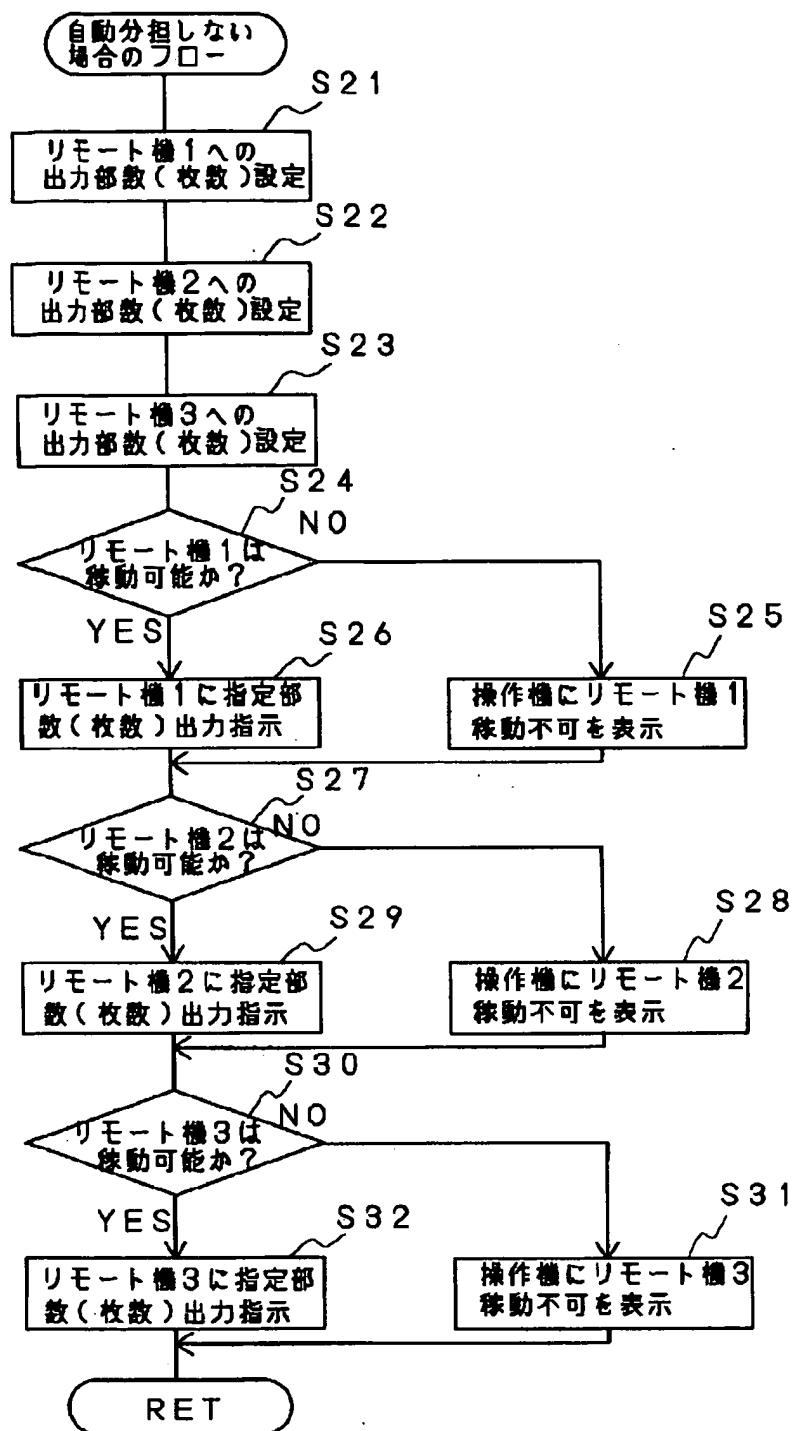 自動分担しない
場合のフロー
S21
リモート機1への
出力部数(枚数)設定
S22
リモート機2への
出力部数(枚数)設定
S23
リモート機3への
出力部数(枚数)設定
S24
NO
リモート機1は
稼動可能か?
YES
S26
S25
リモート機1に指定部
数(枚数)出力指示
操作機にリモート機1
稼動不可を表示
S27
NO
リモート機2は
稼動可能か?
YES
S29
S28
リモート機2に指定部
数(枚数)出力指示
操作機にリモート機2
稼動不可を表示
S30
NO
リモート機3は
稼動可能か?
YES
S32
S31
リモート機3に指定部
数(枚数)出力指示
操作機にリモート機3
稼動不可を表示
RET